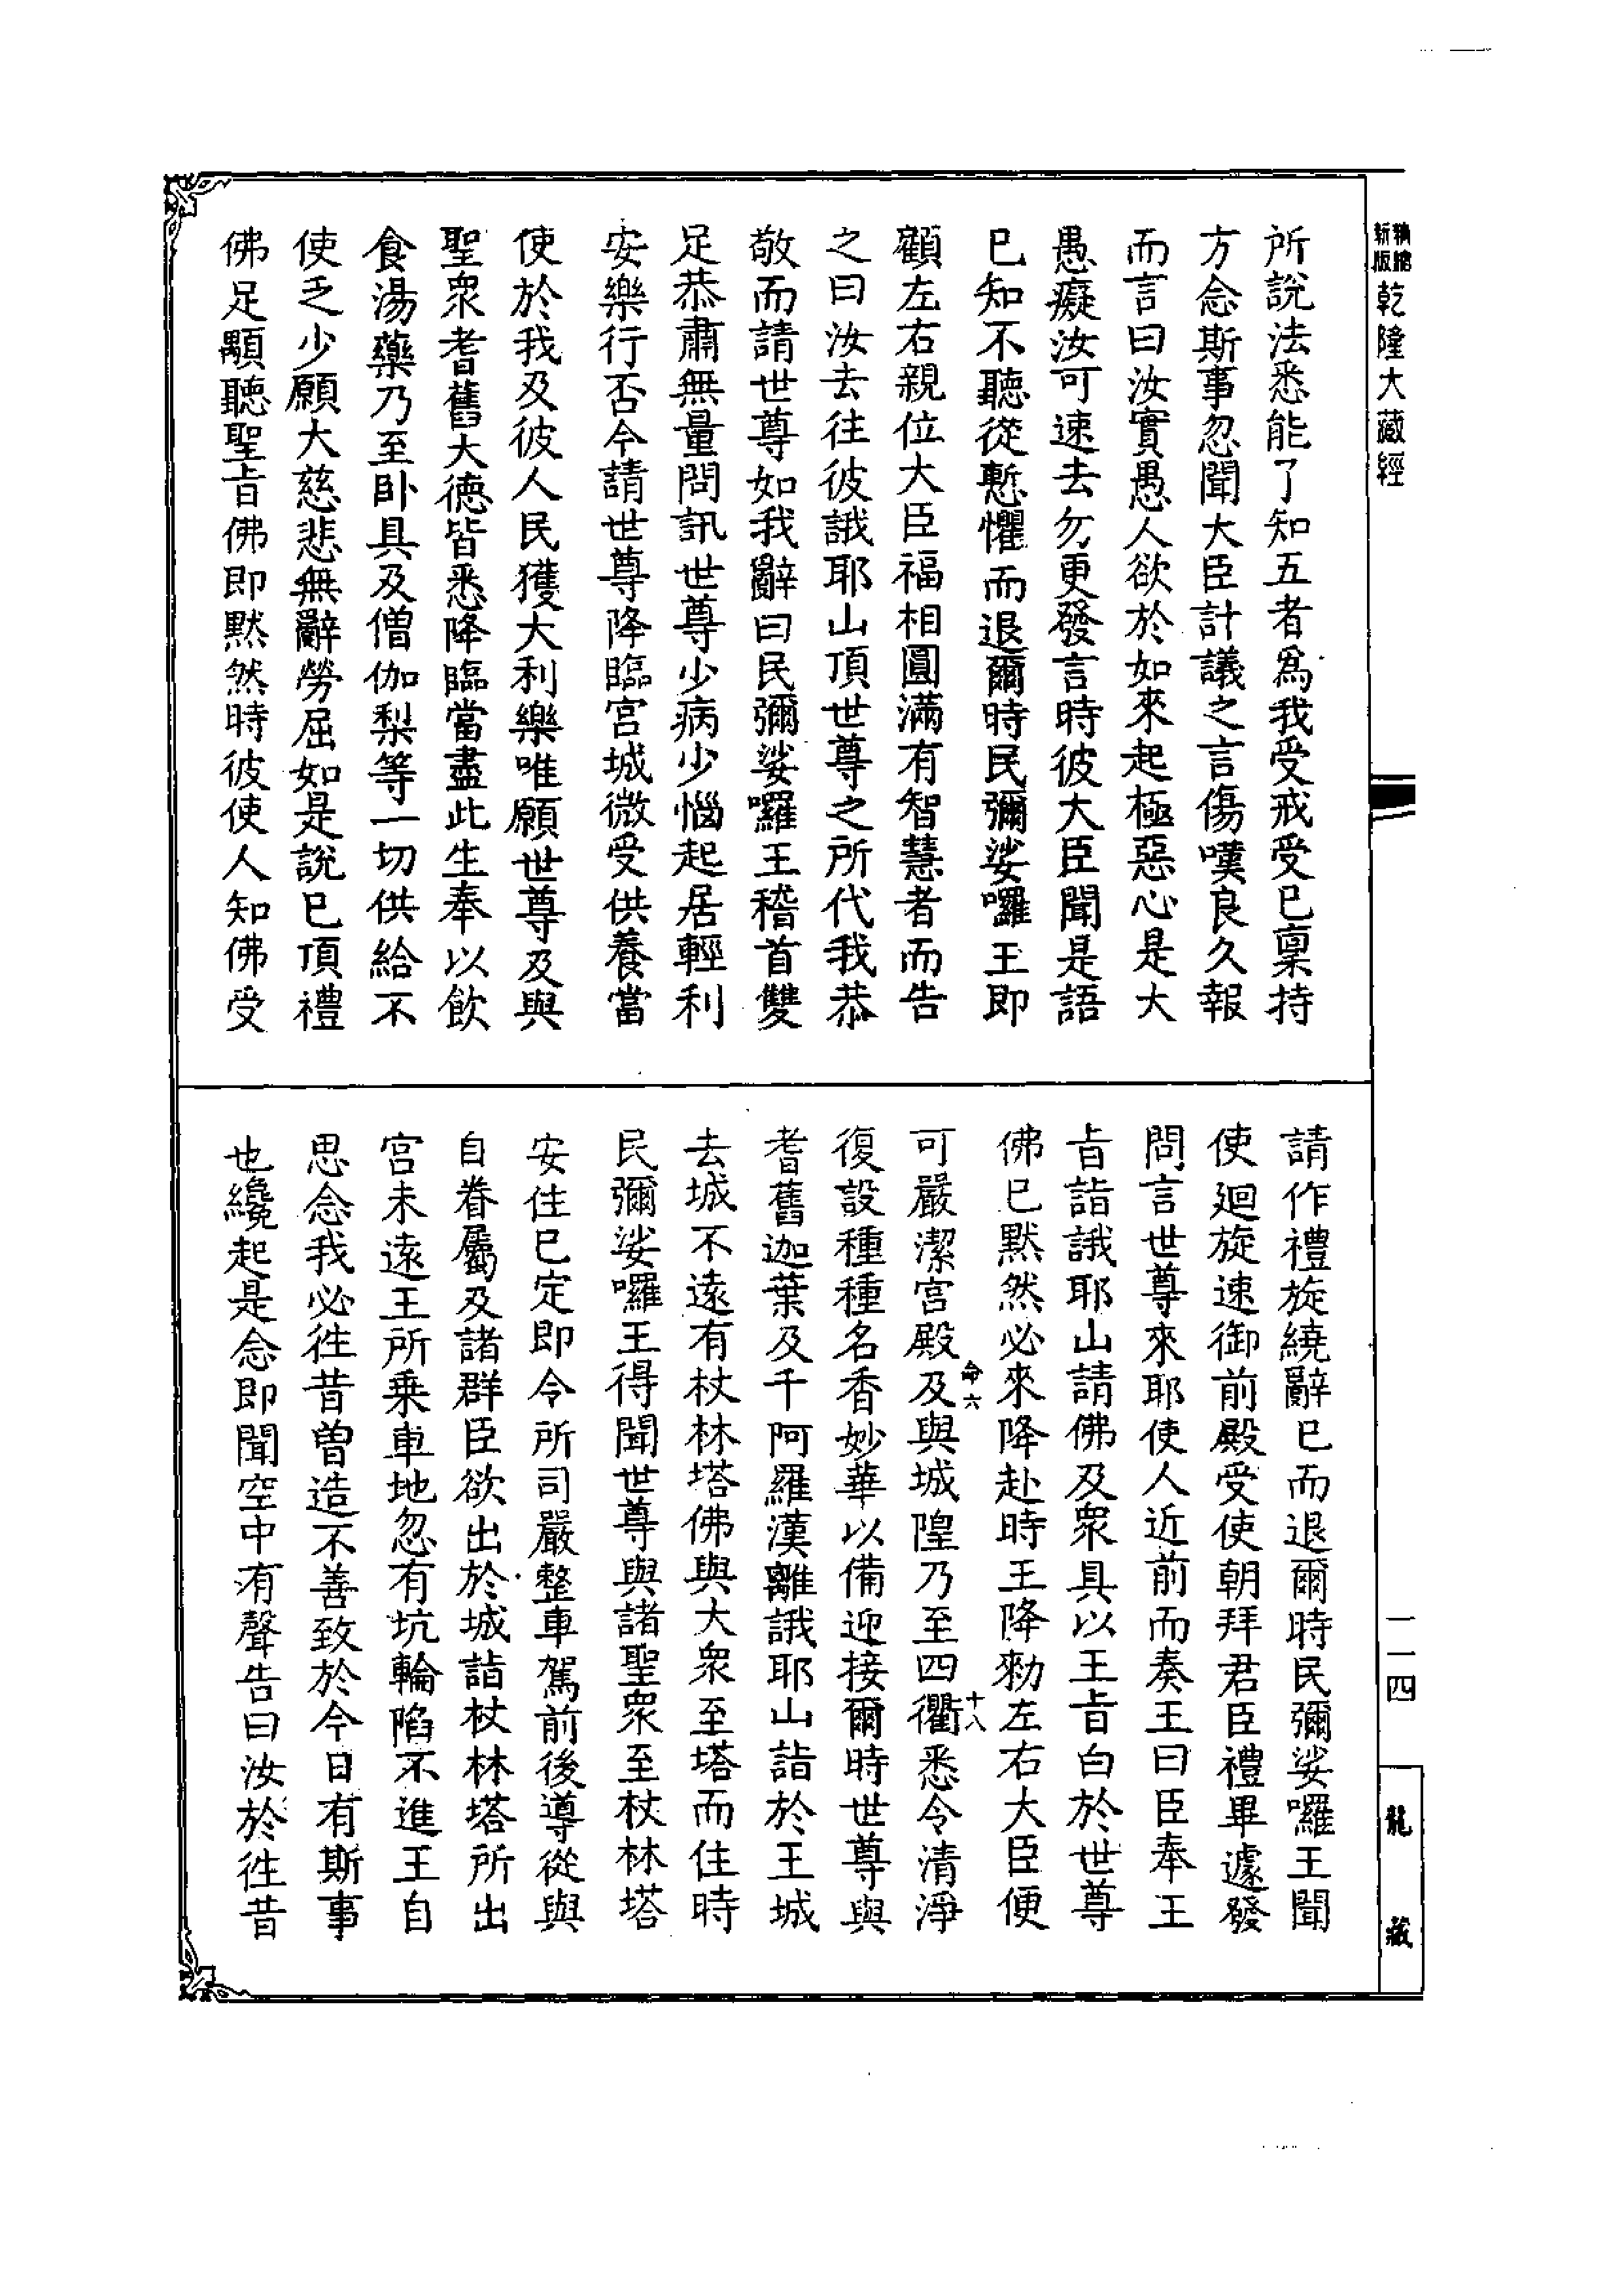 新版
乾隆大藏經
所說法悉能了知五者為我受戒受已稟持
方念斯事忽聞大臣計議之言傷嘆良久報
而言曰汝實愚人欲於如來起極惡心是大
愚癡汝可速去勿更發言時彼大臣聞是語
已知不聽從慙懼而退爾時民彌娑囉王即
顧左右親位大臣福相圓滿有智慧者而告
之曰汝去往彼誐耶山頂世尊之所代我恭
敬而請世尊如我辭曰民彌娑囉王稽首雙
足恭肅無量問訊世尊少病少惱起居輕利
安樂行否今請世尊降臨宮城微受供養當
使於我及彼人民獲大利樂唯願世尊及與
聖眾耆舊大德皆悉降臨當盡此生奉以飲
食湯藥乃至卧具及僧伽梨等一切供給不
使乏少願大慈悲無辭勞屈如是說已頂禮
佛足顒聽聖旨佛即默然時彼使人知佛受
請作禮旋繞辭已而退爾時民彌娑囉王聞
使迴旋速御前殿受使朝拜君臣禮畢遽發
問言世尊來耶使人近前而奏王曰臣奉王
旨詣誐耶山請佛及眾具以王旨白於世尊
佛已默然必來降赴時王降勑左右大臣便
可嚴潔宮殿及與城隍乃至四衢悉令清淨
命六
十八
復設種種名香妙華以備迎接爾時世尊與
耆舊迦葉及千阿羅漢離誐耶山詣於王城
去城不遠有杖林塔佛與大眾至塔而住時
民彌娑囉王得聞世尊與諸聖眾至杖林塔
安住已定即令所司嚴整車駕前後導從與
自眷屬及諸群臣欲出於城詣杖林塔所出
宮未遠王所乗車地忽有坑輪陷不進王自
思念我必往昔曾造不善致於今日有斯事
也纔起是念即聞空中有聲告曰汝於往昔
一一四
龍藏